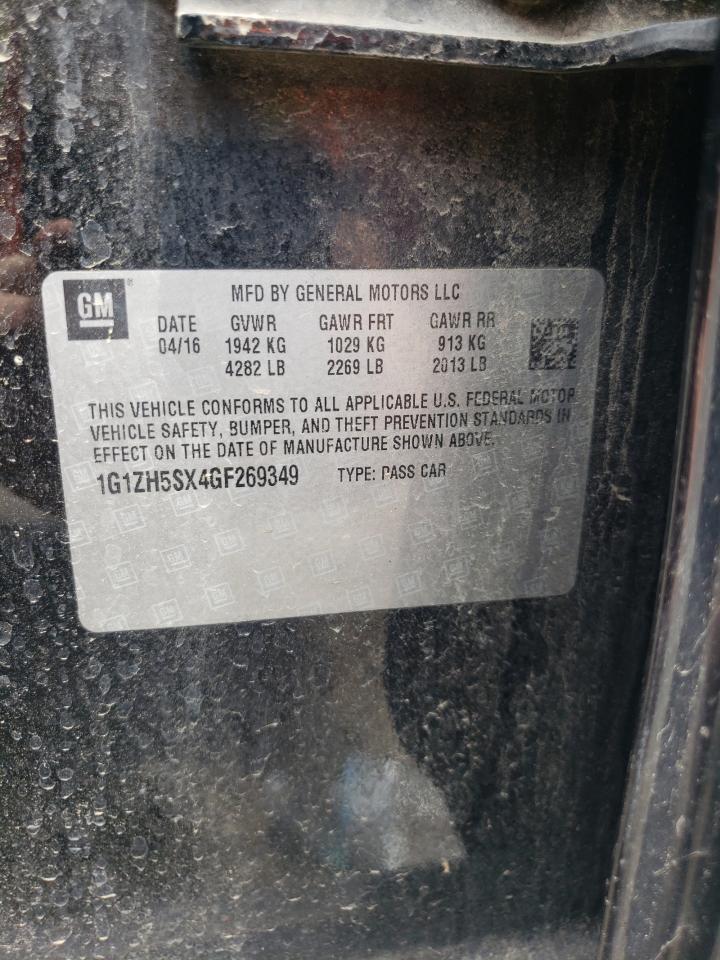 GM®
MFD BY GENERAL MOTORS LLC
DATE GVWR GAWR FRT GAWR RR
04/16 1942 KG 1029 KG 913 KG
4282 LB 2269 LB 2013 LB
THIS VEHICLE CONFORMS TO ALL APPLICABLE U.S. FEDERAL MOTOR
VEHICLE SAFETY, BUMPER, AND THEFT PREVENTION STANDARDS IN
EFFECT ON THE DATE OF MANUFACTURE SHOWN ABOVE.
1G1ZH5SX4GF269349 TYPE: PASS CAR